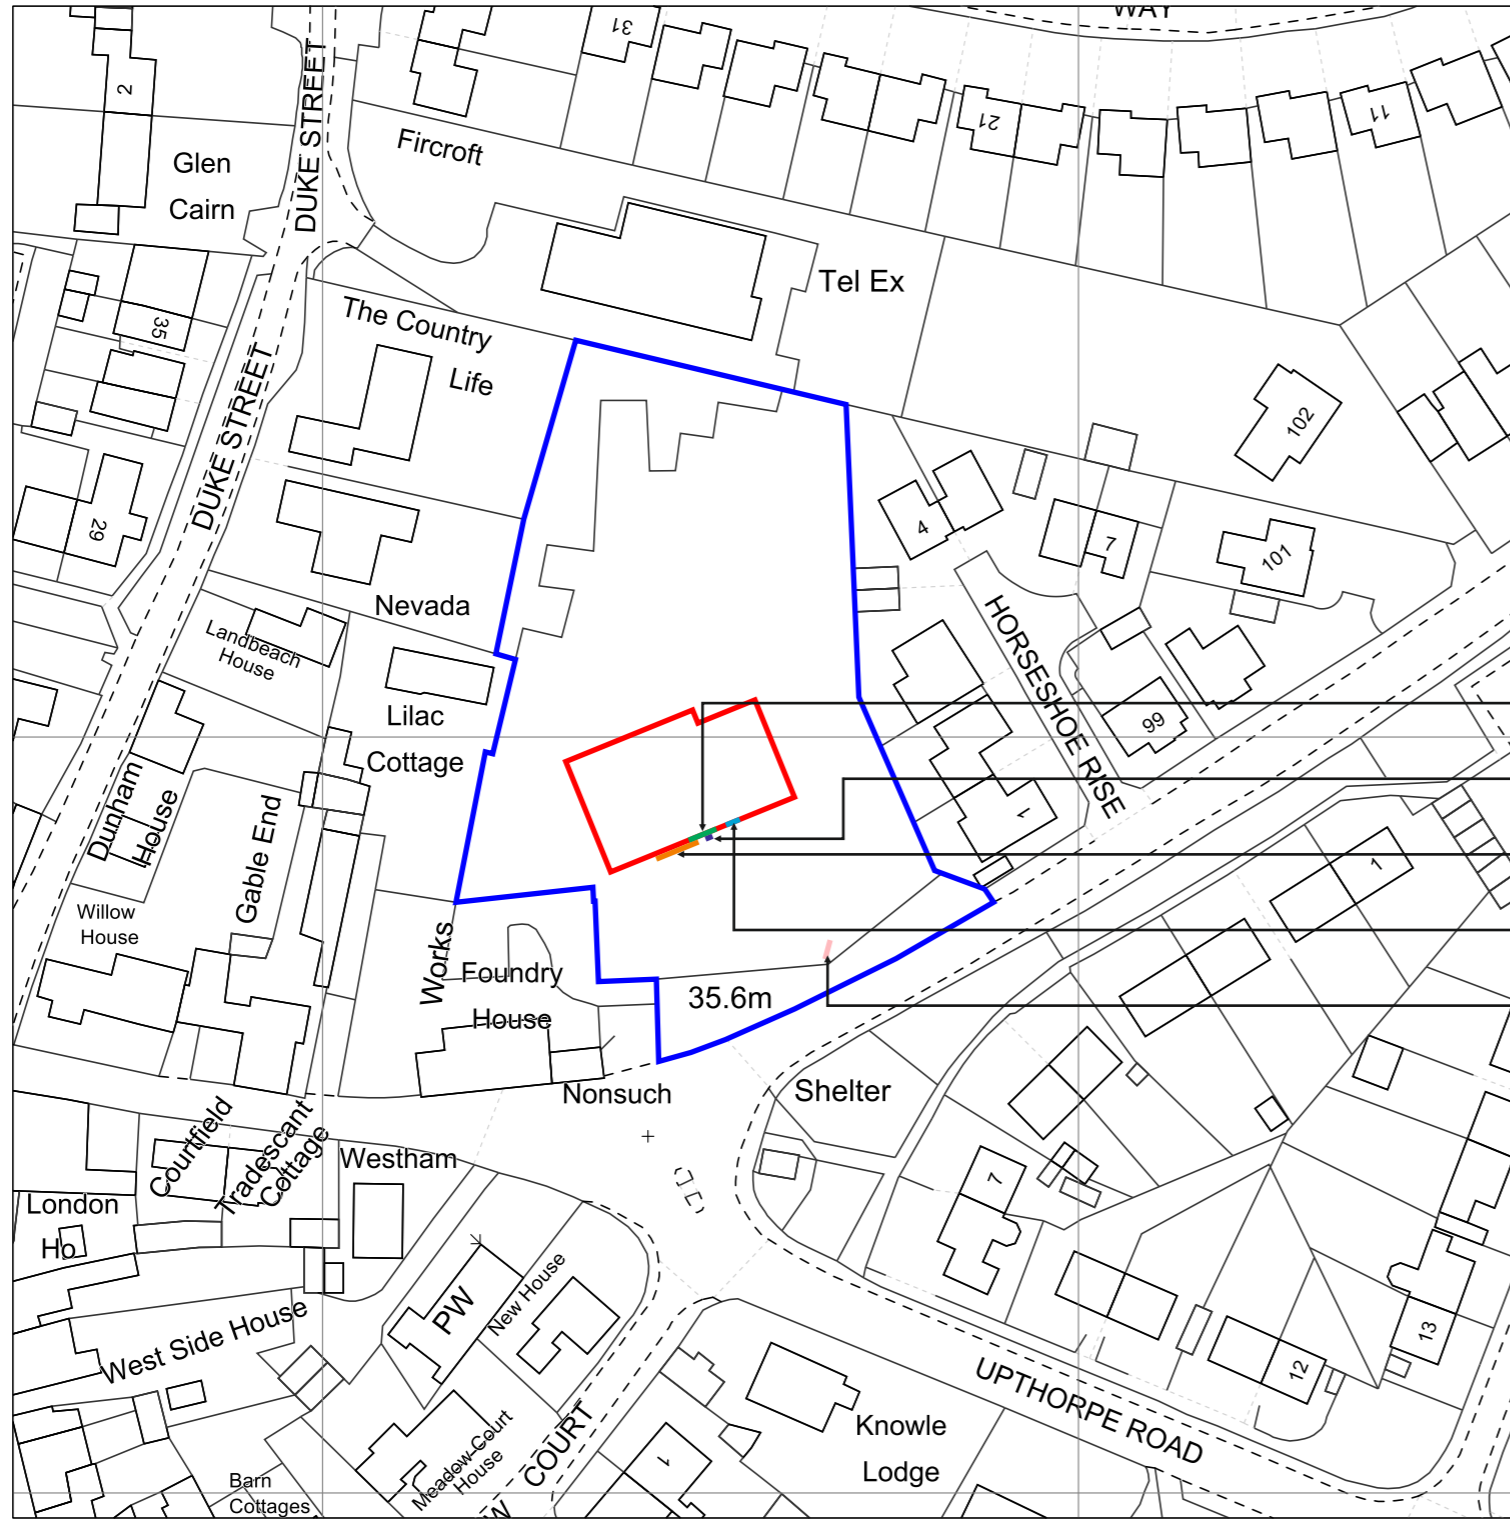 WAY
31
2
DUKE STREET
Fircroft
21
11
Glen
Cairn
Tel Ex
The Country
Life
35
DUKE STREET
102
4
7
101
29
Nevada
Landbeach
House
HORSESHOE RISE
Lilac
Cottage
99
1
Dunham
House
Gable End
1
Willow
House
Works
Foundry
House
35.6m
Nonsuch
Shelter
Courtfield
Tradescant
Cottage
Westham
7
London
Ho
PW
New House
West Side House
13
12
UPTHORPE ROAD
Knowle
Lodge
1
COURT
Meadow Court
House
Barn
Cottages
W